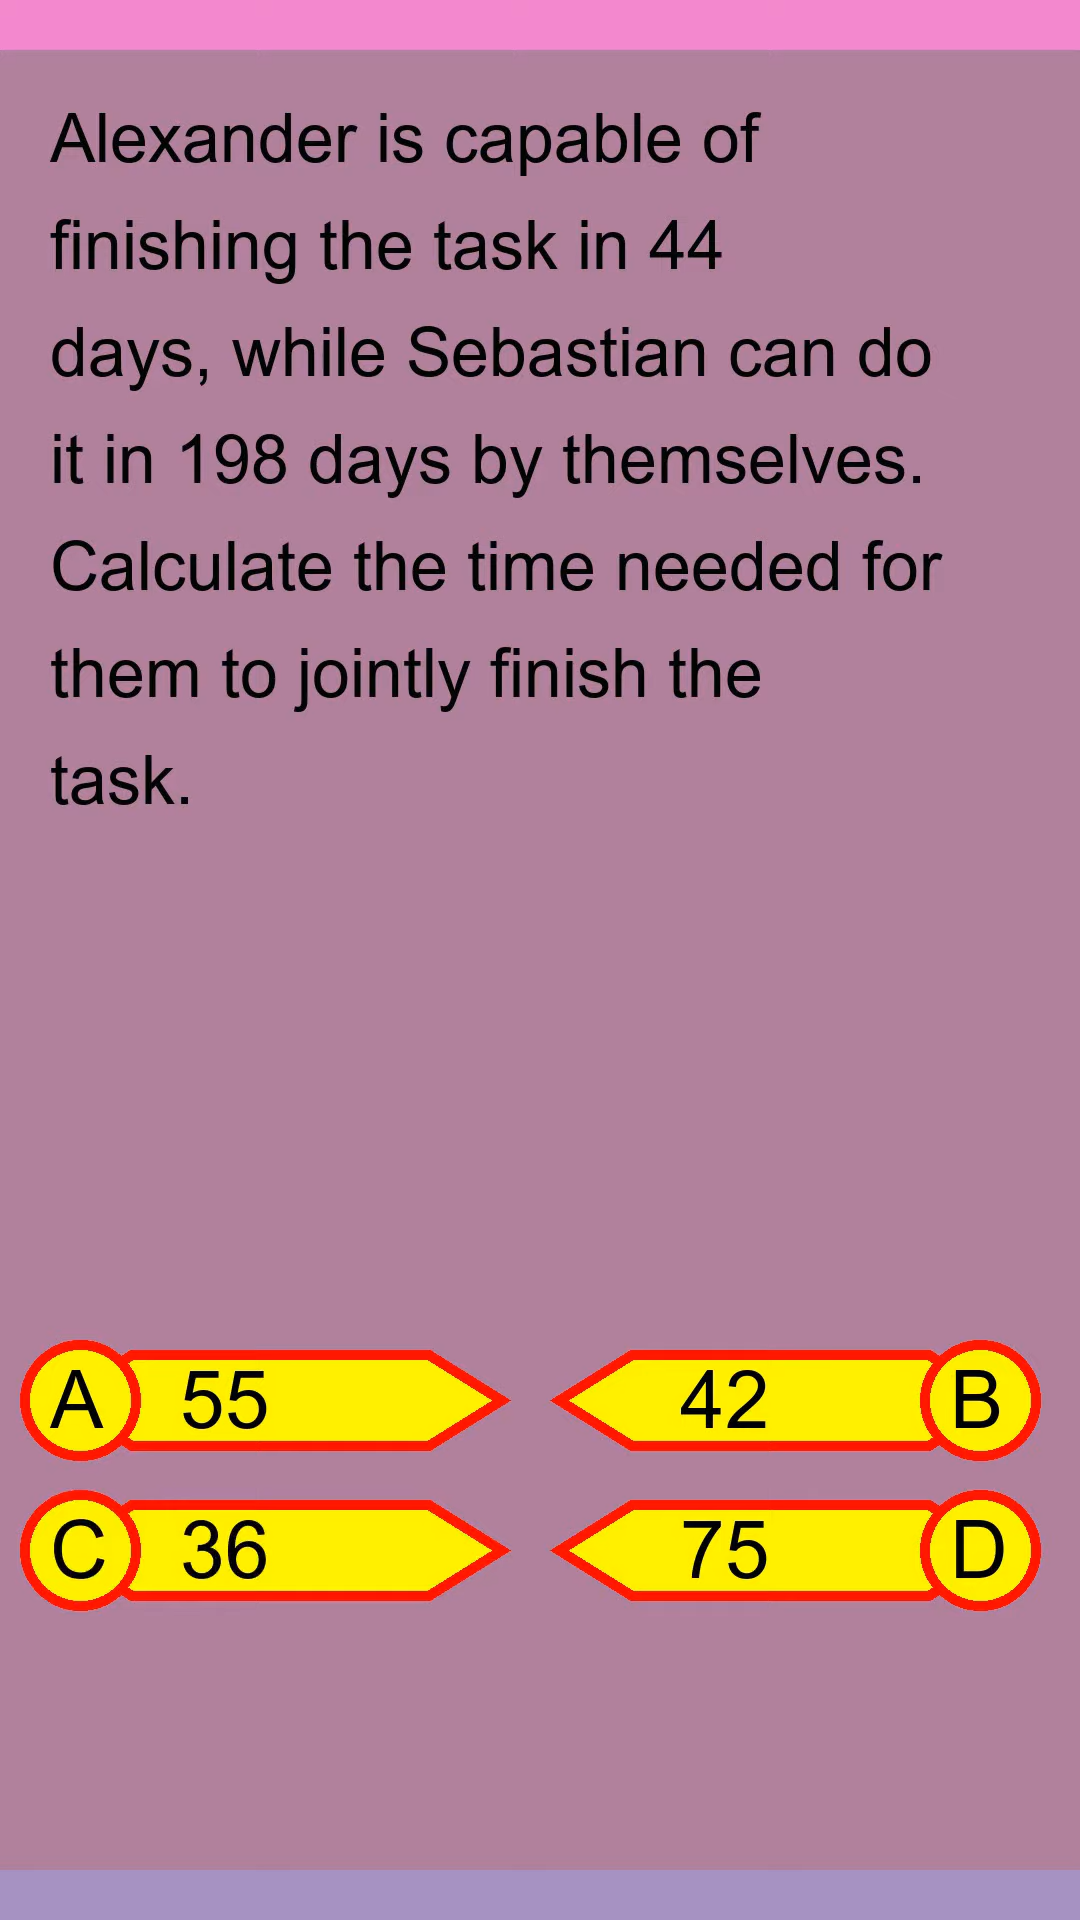 Alexander is capable of
finishing the task in 44
days, while Sebastian can do
it in 198 days by themselves.
Calculate the time needed for
them to jointly finish the
task.
A 55
42 B
C 36
75 D